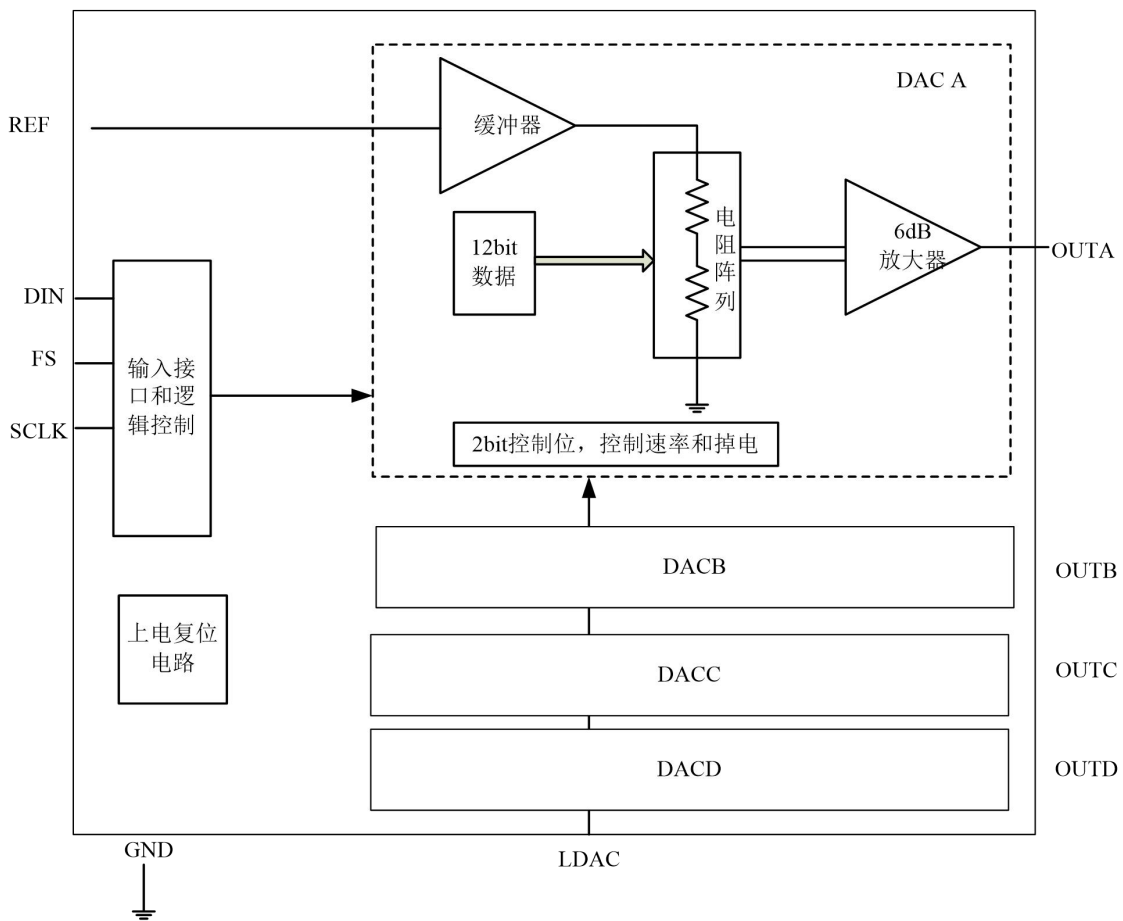 DAC A
REF
缓冲器
电
阻
阵
列
12bit
数据
6dB
放大器
OUTA
DIN
FS
SCLK
输入接
口和逻
辑控制
2bit控制位，控制速率和掉电
DACB
OUTB
上电复位
电路
DACC
OUTC
DACD
OUTD
GND
LDAC